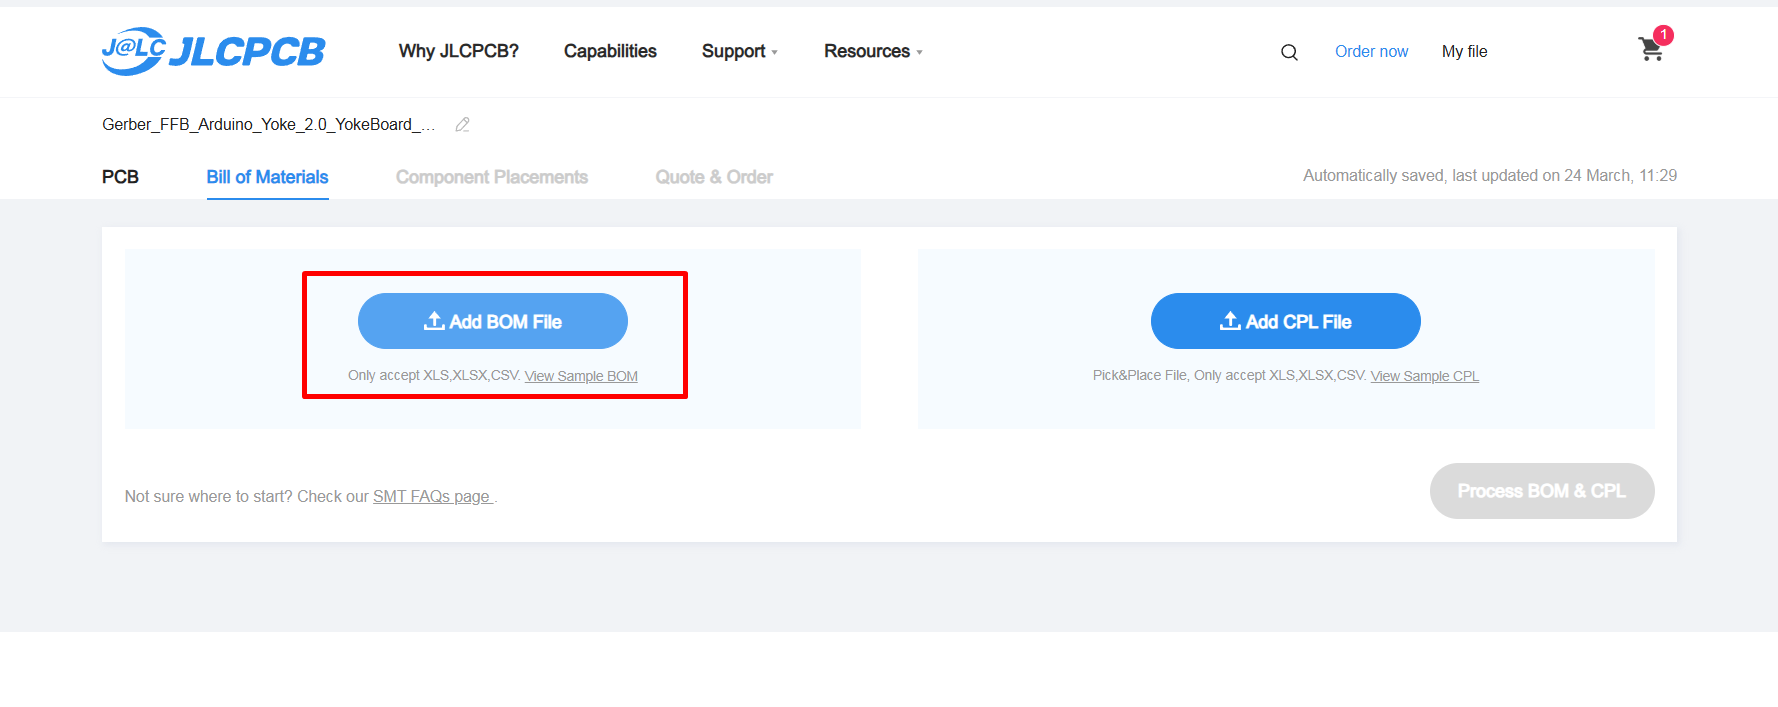 J@LC JLCPCB Why JLCPCB? Capabilities Support Resources Order now My file 1
Gerber_FFB_Arduino_Yoke_2.0_YokeBoard_...
PCB Bill of Materials Component Placements Quote & Order Automatically saved, last updated on 24 March, 11:29
Add BOM File
Only accept XLS,XLSX,CSV. View Sample BOM
Add CPL File
Pick&Place File, Only accept XLS,XLSX,CSV. View Sample CPL
Not sure where to start? Check our SMT FAQs page .
Process BOM & CPL